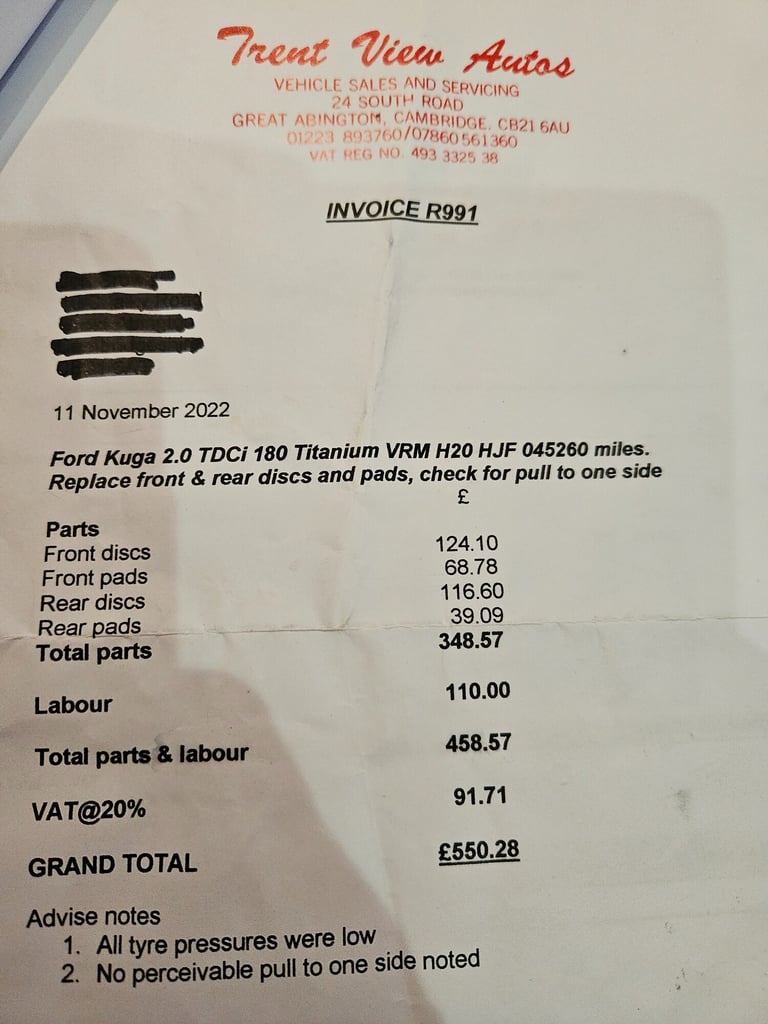 Trent View Autos
VEHICLE SALES AND SERVICING
24 SOUTH ROAD
GREAT ABINGTOM, CAMBRIDGE. CB21 6AU
01223 893760/07860561360
VAT REG NO. 493 3325 38
INVOICE R991
11 November 2022
Ford Kuga 2.0 TDCi 180 Titanium VRM H20 HJF 045260 miles.
Replace front & rear discs and pads, check for pull to one side
£
Parts
Front discs 124.10
Front pads 68.78
Rear discs 116.60
Rear pads 39.09
Total parts 348.57
Labour 110.00
Total parts & labour 458.57
VAT@20% 91.71
GRAND TOTAL £550.28
Advise notes
1. All tyre pressures were low
2. No perceivable pull to one side noted